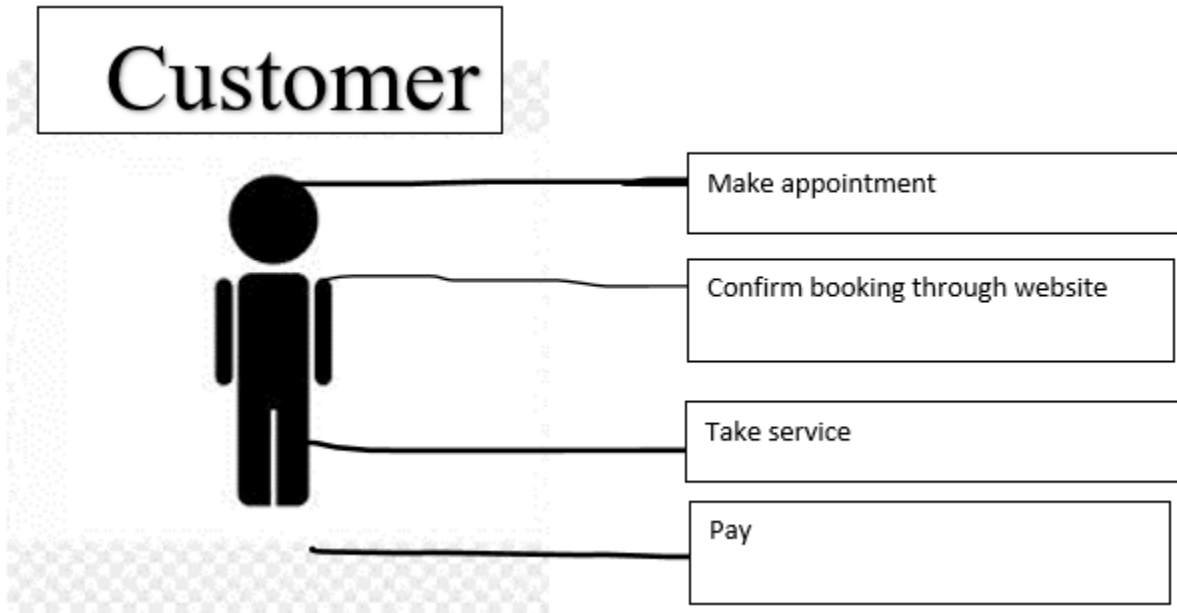 Customer
Make appointment
Confirm booking through website
Take service
Pay